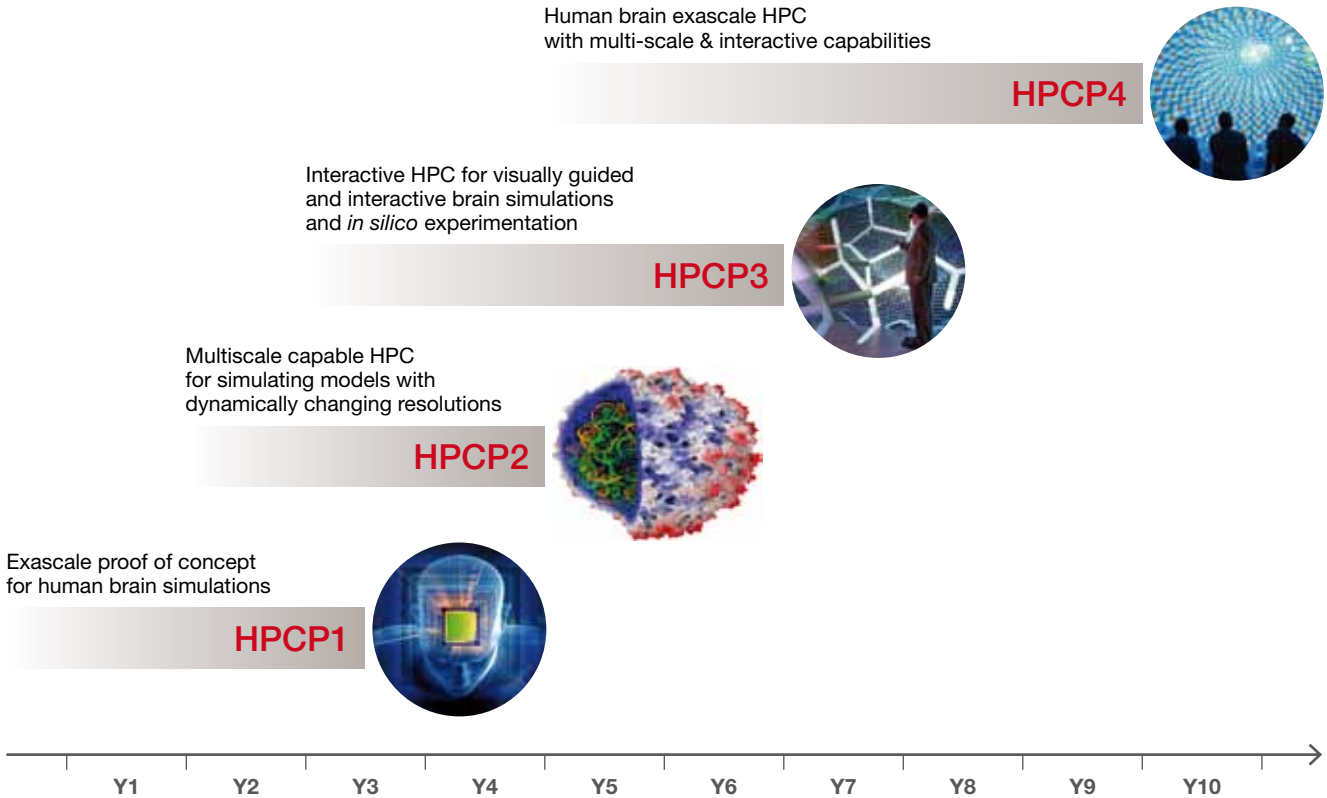 Human brain exascale HPC
with multi-scale & interactive capabilities
HPCP4
Interactive HPC for visually guided
and interactive brain simulations
and in silico experimentation
HPCP3
Multiscale capable HPC
for simulating models with
dynamically changing resolutions
HPCP2
Exascale proof of concept
for human brain simulations
HPCP1
Y1 Y2 Y3 Y4 Y5 Y6 Y7 Y8 Y9 Y10